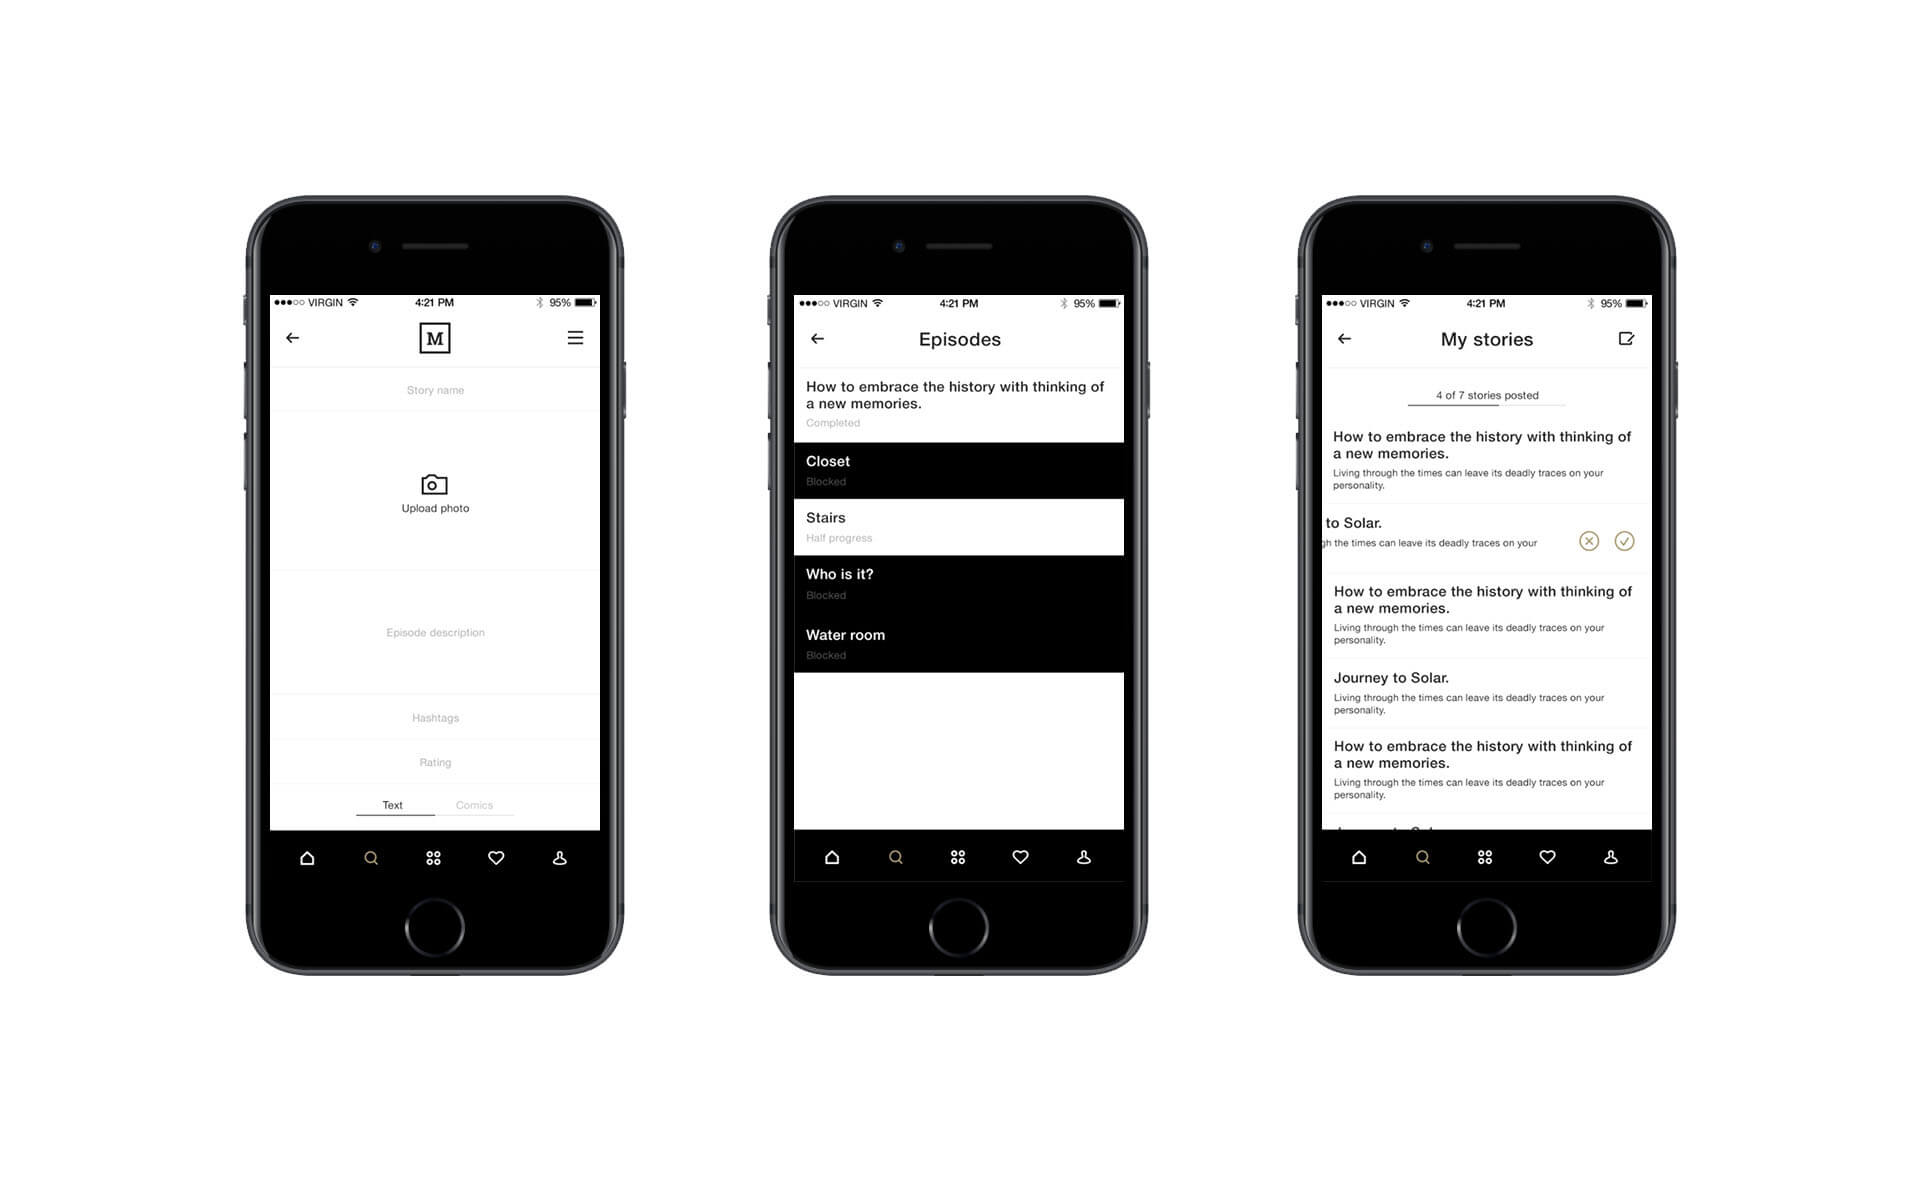 VIRGIN 4:21 PM 95%
M
Story name
Upload photo
Episode description
Hashtags
Rating
Text Comics
VIRGIN 4:21 PM 95%
Episodes
How to embrace the history with thinking of
a new memories.
Completed
Closet
Blocked
Stairs
Half progress
Who is it?
Blocked
Water room
Blocked
VIRGIN 4:21 PM 95%
My stories
4 of 7 stories posted
How to embrace the history with thinking of
a new memories.
Living through the times can leave its deadly traces on your
personality.
to Solar.
gh the times can leave its deadly traces on your
How to embrace the history with thinking of
a new memories.
Living through the times can leave its deadly traces on your
personality.
Journey to Solar.
Living through the times can leave its deadly traces on your
personality.
How to embrace the history with thinking of
a new memories.
Living through the times can leave its deadly traces on your
personality.